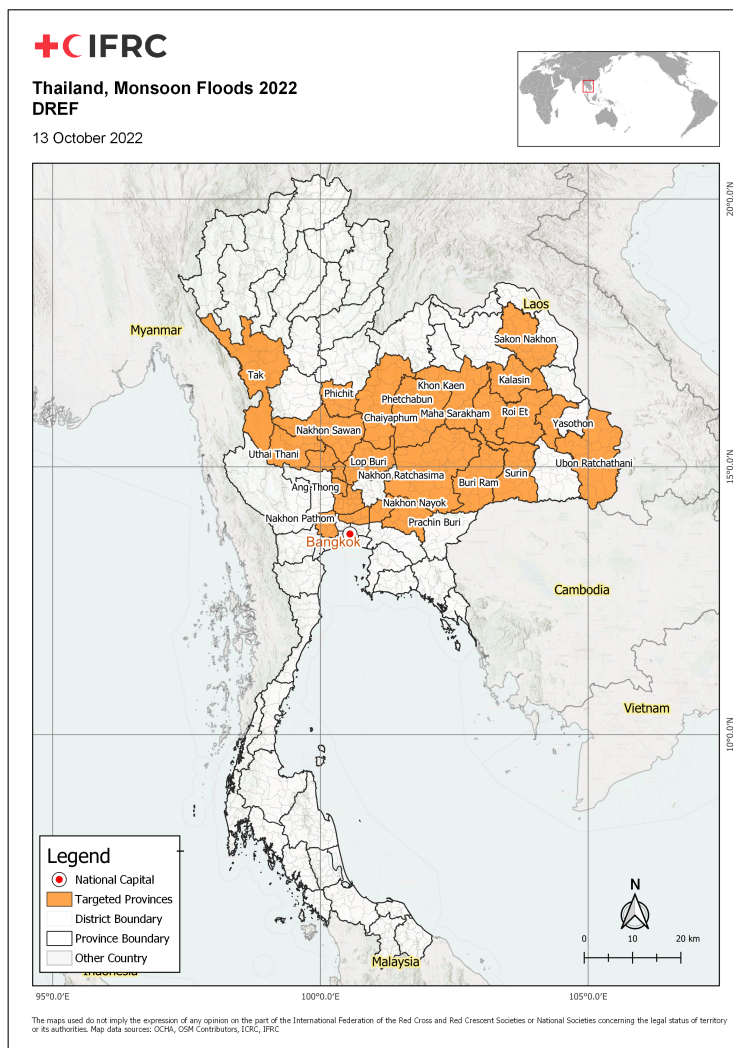 IFRC
Thailand, Monsoon Floods 2022
DREF
13 October 2022
20°0.0'N
Laos
Myanmar
Sakon Nakhon
Tak
Kalasin
Khon Kaen
Phichit
Phetchabun
Roi Et
Chaiyaphum
Maha Sarakham
Yasothon
Nakhon Sawan
Uthai Thani
Lop Buri
Ubon Ratchathani
15°0.0'N
Nakhon Ratchasima
Surin
Buri Ram
Ang Thong
Nakhon Nayok
Nakhon Pathom
Prachin Buri
Bangkok
Cambodia
Vietnam
10°0.0'N
Legend
National Capital
Targeted Provinces
District Boundary
Province Boundary
Other Country
Indonesia
Malaysia
N
0 10 20 km
95°0.0'E 100°0.0'E 105°0.0'E
The maps used do not imply the expression of any opinion on the part of the International Federation of the Red Cross and Red Crescent Societies or National Societies concerning the legal status of territory
or its authorities. Map data sources: OCHA, OSM Contributors, ICRC, IFRC